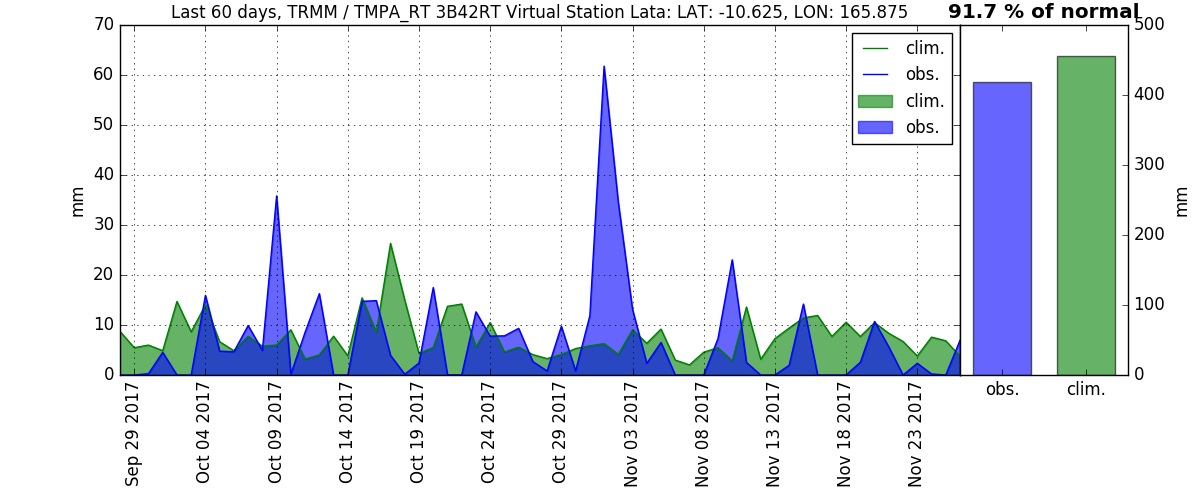 Last 60 days, TRMM / TMPA_RT 3B42RT Virtual Station Lata: LAT: -10.625, LON: 165.875
91.7 % of normal
70
60
50
40
30
20
10
0
mm
clim.
obs.
clim.
obs.
Sep 29 2017
Oct 04 2017
Oct 09 2017
Oct 14 2017
Oct 19 2017
Oct 24 2017
Oct 29 2017
Nov 03 2017
Nov 08 2017
Nov 13 2017
Nov 18 2017
Nov 23 2017
500
400
300
200
100
0
mm
obs.
clim.